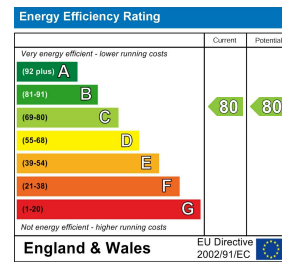 Energy Efficiency Rating
Current Potential
Very energy efficient - lower running costs
(92 plus) A
(81-91) B
(69-80) C
80 80
(55-68) D
(39-54) E
(21-38) F
(1-20) G
Not energy efficient - higher running costs
England & Wales
EU Directive
2002/91/EC